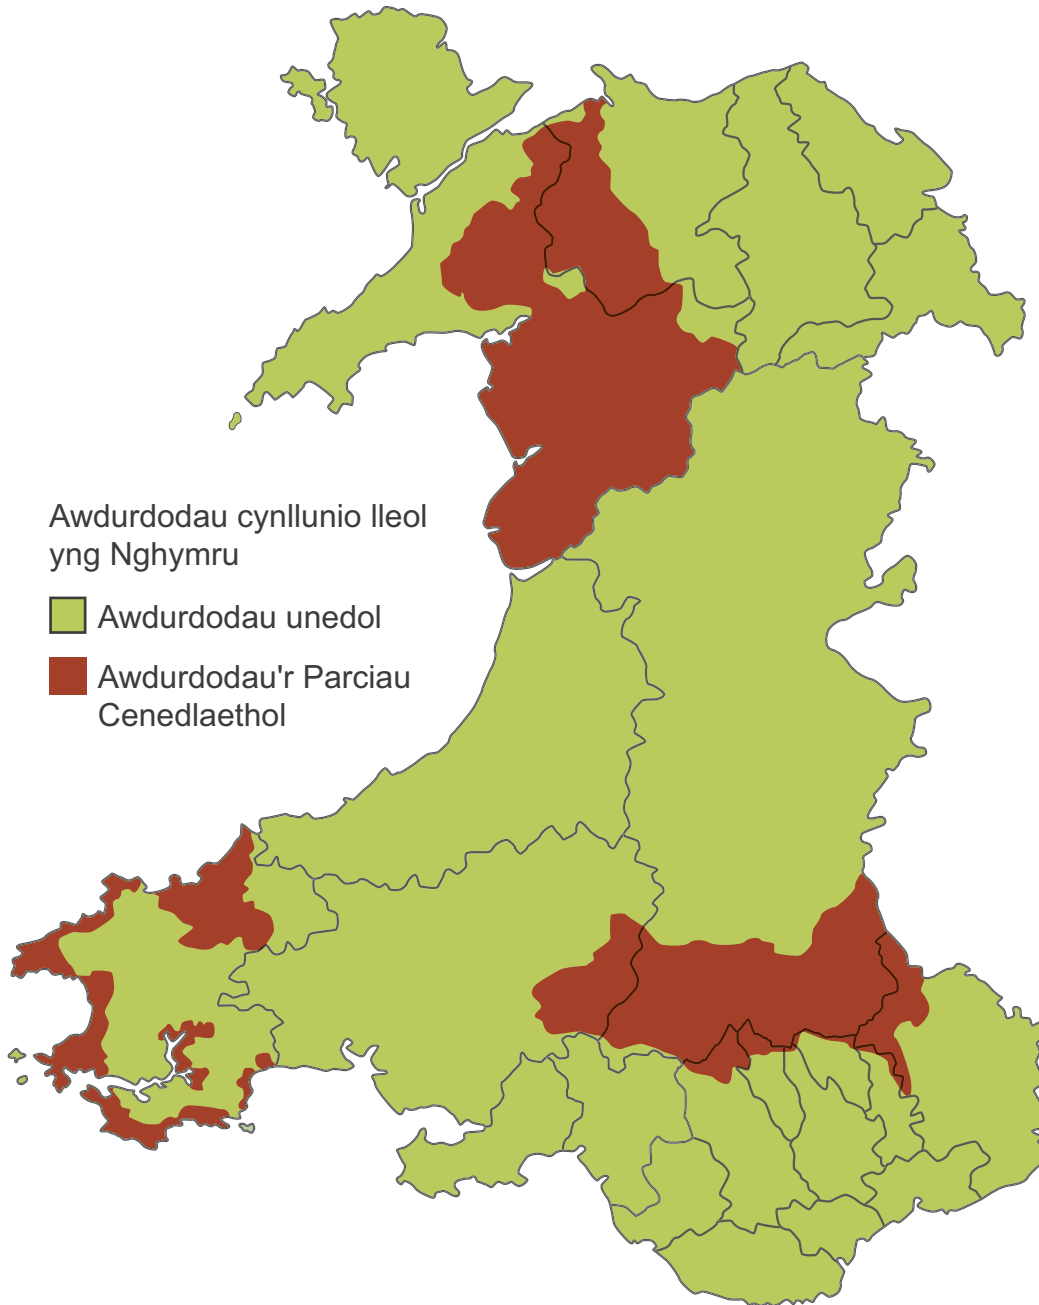 Awdurdodau cynllunio lleol
yng Nghymru
Awdurdodau unedol
Awdurdodau'r Parciau
Cenedlaethol